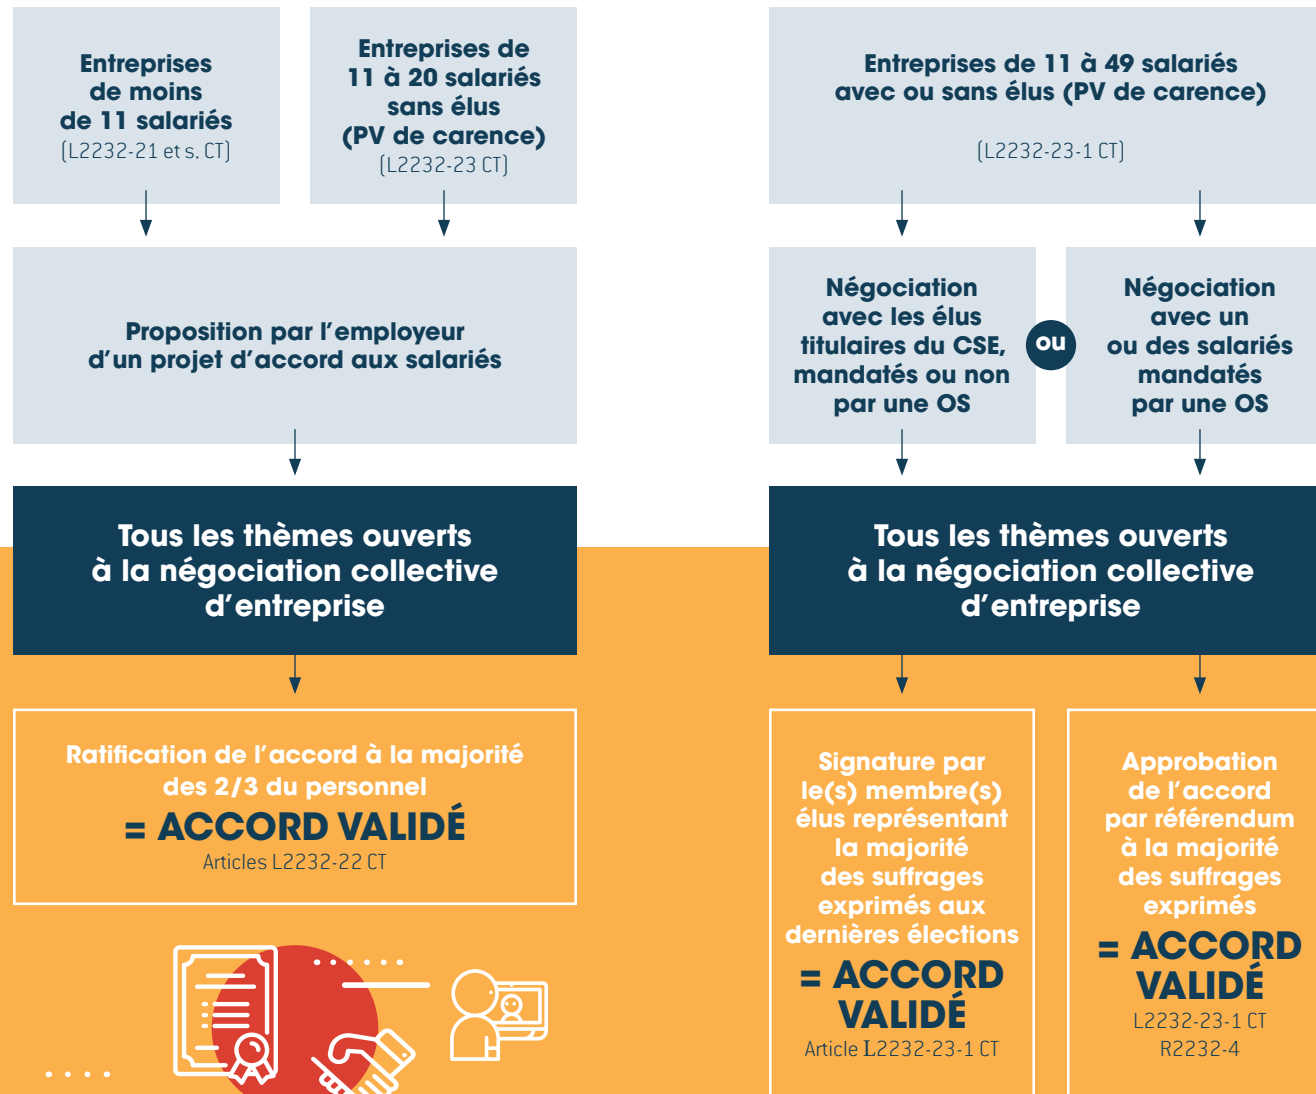 Entreprises
de moins
de 11 salariés
(L2232-21 et s. CT)
Entreprises de
11 à 20 salariés
sans élus
(PV de carence)
(L2232-23 CT)
Proposition par l'employeur
d'un projet d'accord aux salariés
Tous les thèmes ouverts
à la négociation collective
d'entreprise
Ratification de l'accord à la majorité
des 2/3 du personnel
= ACCORD VALIDÉ
Articles L2232-22 CT
Entreprises de 11 à 49 salariés
avec ou sans élus (PV de carence)
(L2232-23-1 CT)
Négociation
avec les élus
titulaires du CSE,
mandatés ou non
par une OS
ou
Négociation
avec un
ou des salariés
mandatés
par une OS
Tous les thèmes ouverts
à la négociation collective
d'entreprise
Signature par
le(s) membre(s)
élus représentant
la majorité
des suffrages
exprimés aux
dernières élections
= ACCORD
VALIDÉ
Article L2232-23-1 CT
Approbation
de l'accord
par référendum
à la majorité
des suffrages
exprimés
= ACCORD
VALIDÉ
L2232-23-1 CT
R2232-4